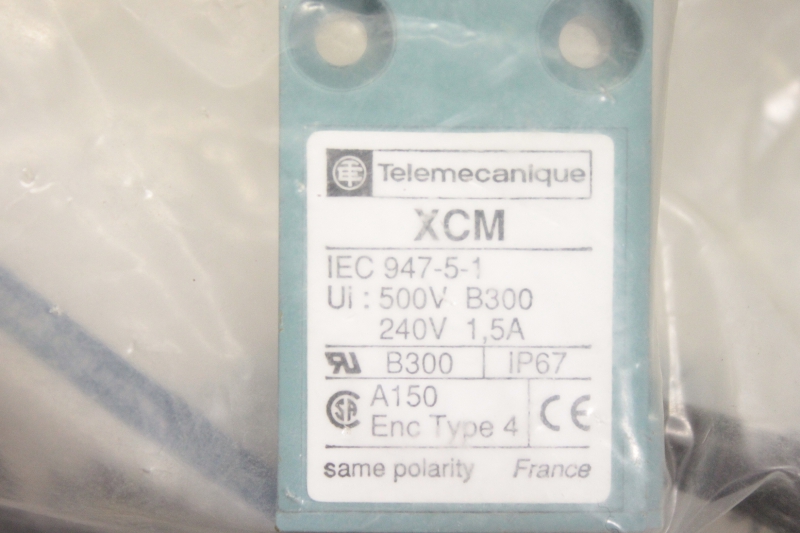 Telemecanique
XCM
IEC 947-5-1
Ui : 500V B300
240V 1,5A
B300 IP67
A150
Enc Type 4
CE
same polarity France